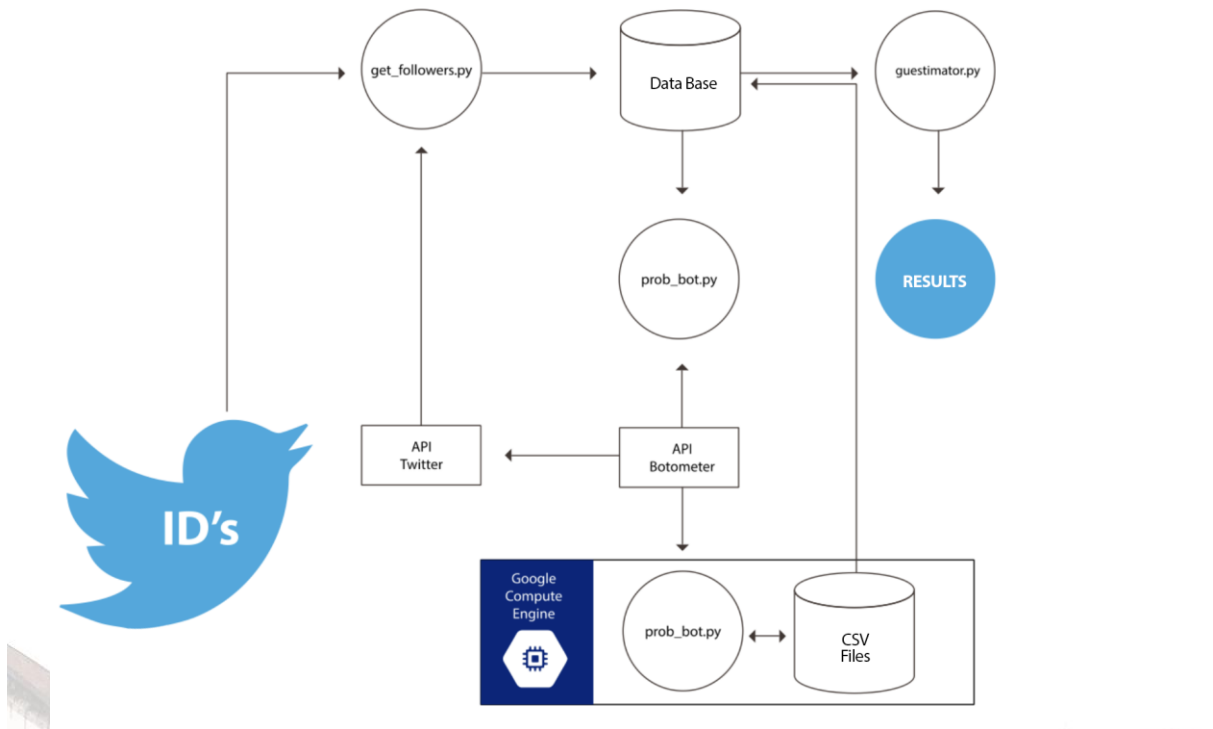 get_followers.py
Data Base
guestimator.py
prob_bot.py
RESULTS
API
Twitter
API
Botometer
ID's
Google
Compute
Engine
prob_bot.py
CSV
Files